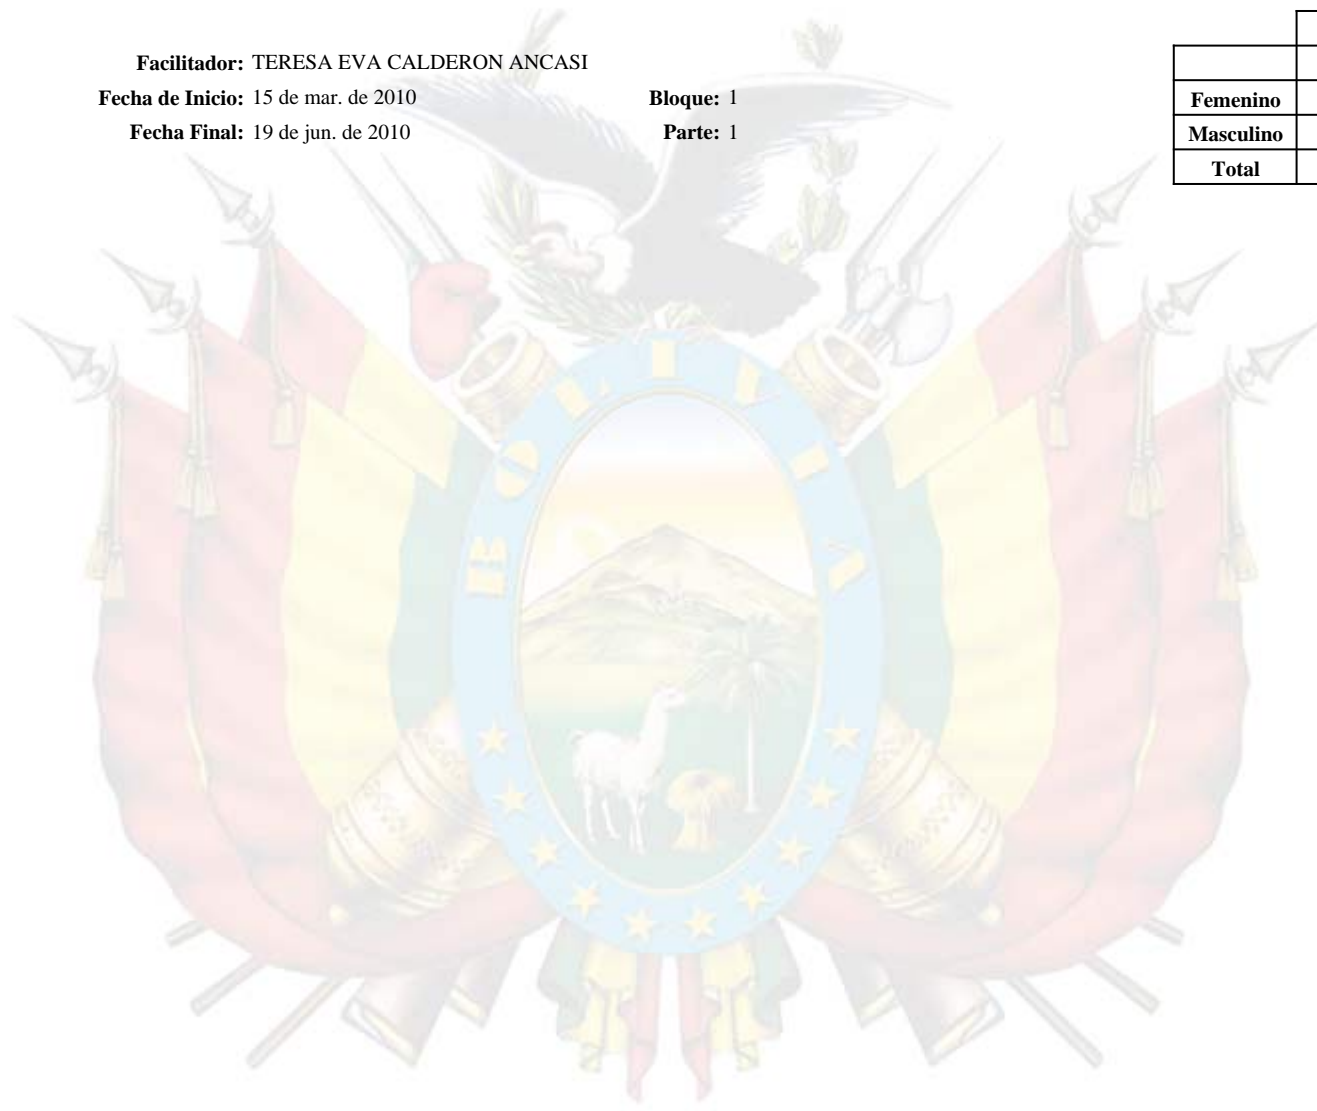 Facilitador: TERESA EVA CALDERON ANCASI
Fecha de Inicio: 15 de mar. de 2010 Bloque: 1
Fecha Final: 19 de jun. de 2010 Parte: 1
Femenino
Masculino
Total
BOLIVIA